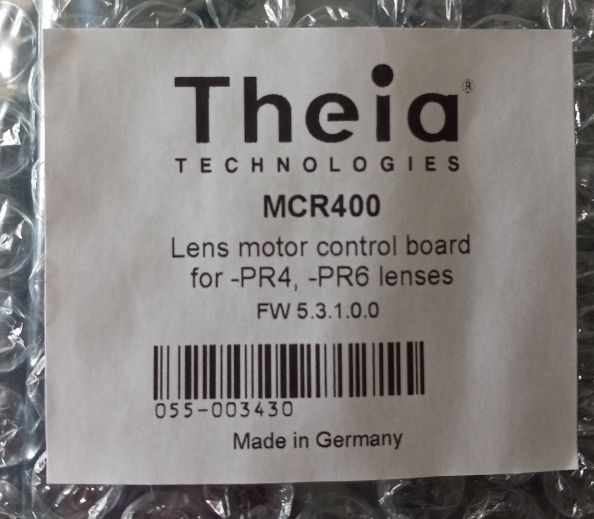 Theia®
TECHNOLOGIES
MCR400
Lens motor control board
for -PR4, -PR6 lenses
FW 5.3.1.0.0
055-003430
Made in Germany